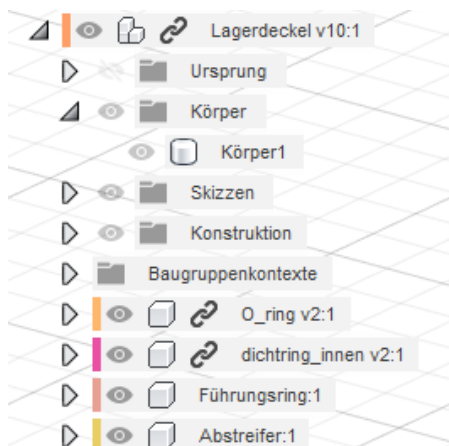 Lagerdeckel v10:1
Ursprung
Körper
Körper1
Skizzen
Konstruktion
Baugruppenkontexte
O_ring v2:1
dichtring_innen v2:1
Führungsring:1
Abstreifer:1